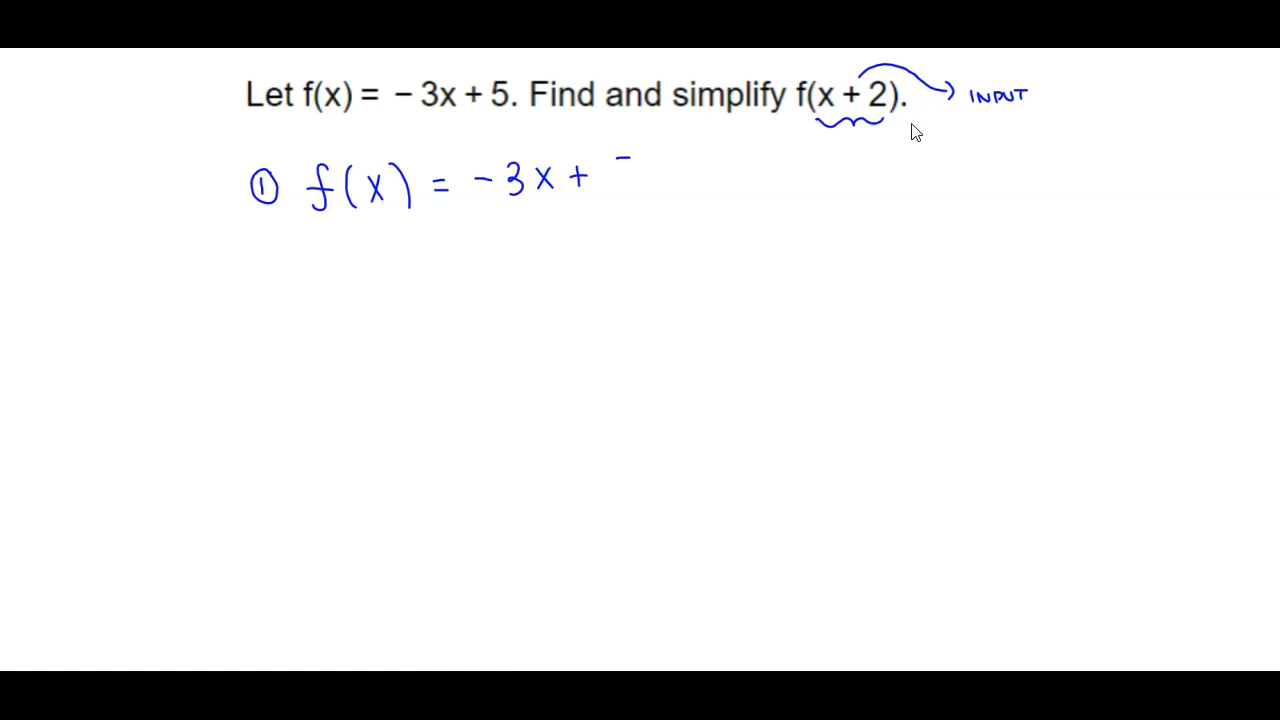 Let f(x) = − 3x + 5. Find and simplify f(x + 2). INPUT
① f(x) = -3x +